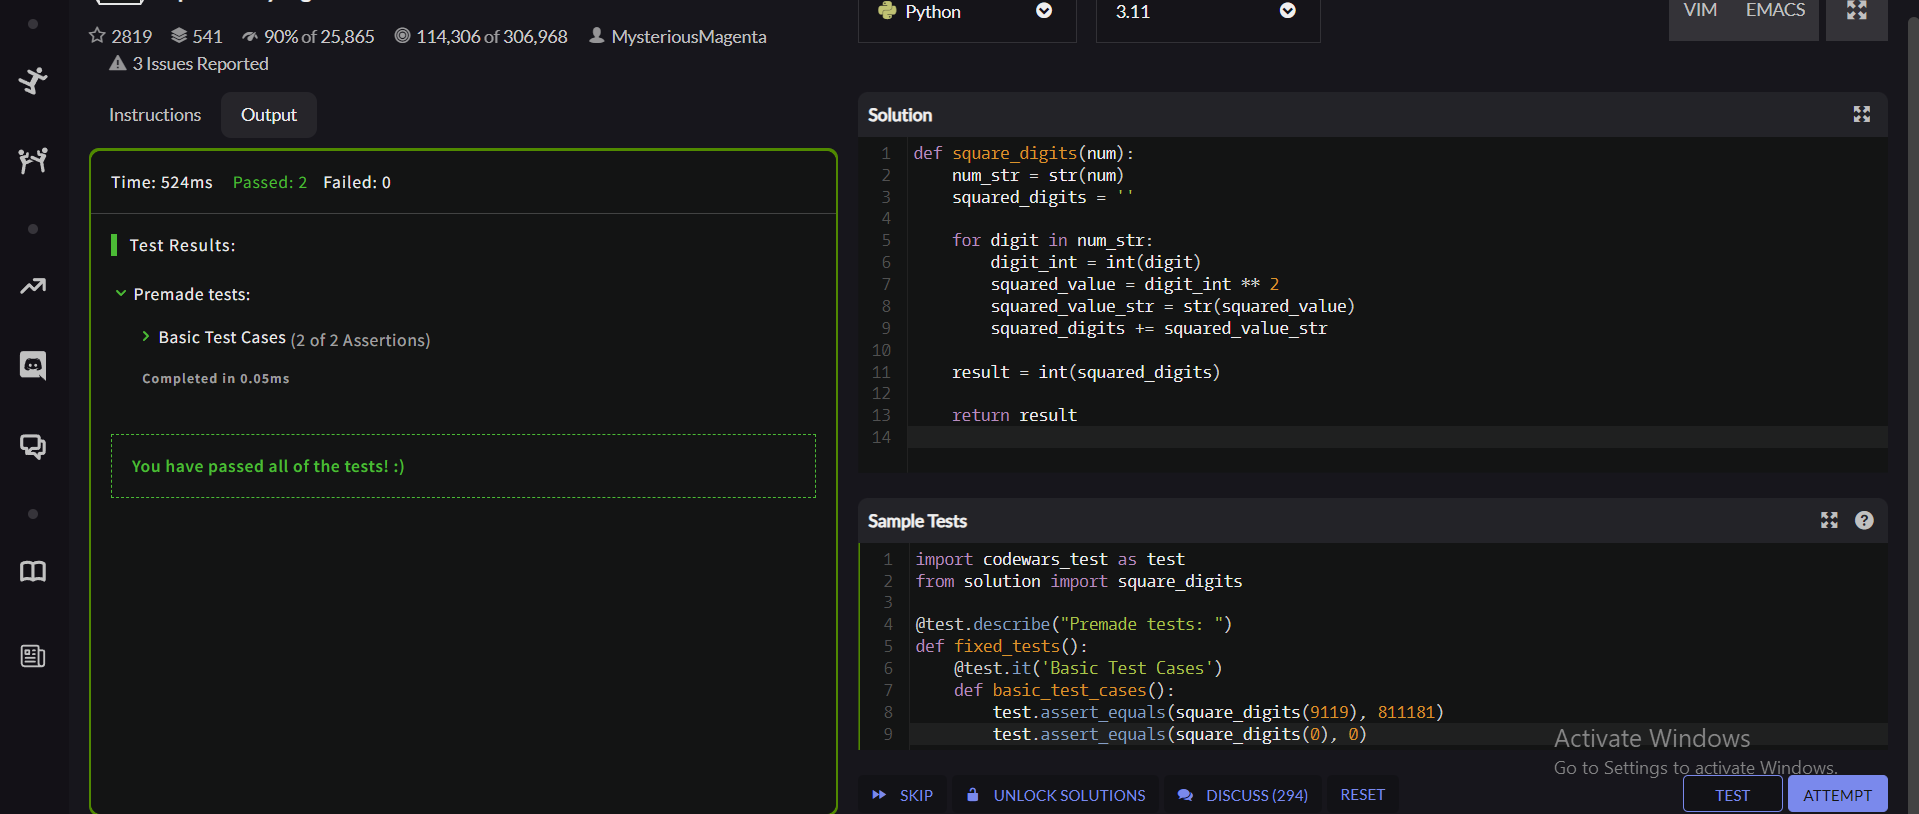 Python
3.11
VIM EMACS
2819 541 90% of 25,865 114,306 of 306,968 MysteriousMagenta
3 Issues Reported
Instructions Output
Time: 524ms Passed: 2 Failed: 0
Test Results:
Premade tests:
Basic Test Cases (2 of 2 Assertions)
Completed in 0.05ms
You have passed all of the tests! :)
Solution
1 def square_digits(num):
2     num_str = str(num)
3     squared_digits = ''
4
5     for digit in num_str:
6         digit_int = int(digit)
7         squared_value = digit_int ** 2
8         squared_value_str = str(squared_value)
9         squared_digits += squared_value_str
10
11     result = int(squared_digits)
12
13     return result
14
Sample Tests
1 import codewars_test as test
2 from solution import square_digits
3
4 @test.describe("Premade tests: ")
5 def fixed_tests():
6     @test.it('Basic Test Cases')
7     def basic_test_cases():
8         test.assert_equals(square_digits(9119), 811181)
9         test.assert_equals(square_digits(0), 0)
Activate Windows
Go to Settings to activate Windows.
SKIP UNLOCK SOLUTIONS DISCUSS (294) RESET TEST ATTEMPT